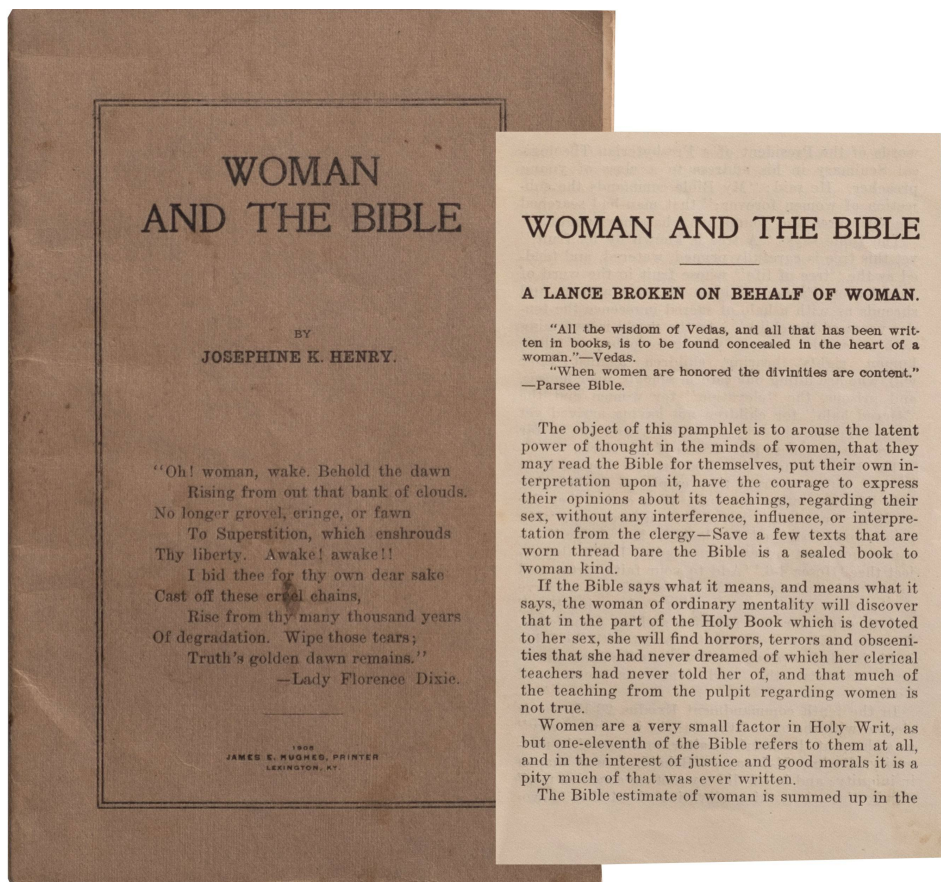 WOMAN
AND THE BIBLE
BY
JOSEPHINE K. HENRY.
"Oh! woman, wake. Behold the dawn
Rising from out that bank of clouds.
No longer grovel, cringe, or fawn
To Superstition, which enshrouds
Thy liberty. Awake! awake!!
I bid thee for thy own dear sake
Cast off these cruel chains,
Rise from thy many thousand years
Of degradation. Wipe those tears;
Truth's golden dawn remains."
—Lady Florence Dixie.
JAMES E. HUGHES, PRINTER
LEXINGTON, KY.
WOMAN AND THE BIBLE
A LANCE BROKEN ON BEHALF OF WOMAN.
"All the wisdom of Vedas, and all that has been writ-
ten in books, is to be found concealed in the heart of a
woman."—Vedas.
"When women are honored the divinities are content."
—Parsee Bible.
The object of this pamphlet is to arouse the latent
power of thought in the minds of women, that they
may read the Bible for themselves, put their own in-
terpretation upon it, have the courage to express
their opinions about its teachings, regarding their
sex, without any interference, influence, or interpre-
tation from the clergy—Save a few texts that are
worn thread bare the Bible is a sealed book to
woman kind.
If the Bible says what it means, and means what it
says, the woman of ordinary mentality will discover
that in the part of the Holy Book which is devoted
to her sex, she will find horrors, terrors and obsceni-
ties that she had never dreamed of which her clerical
teachers had never told her of, and that much of
the teaching from the pulpit regarding women is
not true.
Women are a very small factor in Holy Writ, as
but one-eleventh of the Bible refers to them at all,
and in the interest of justice and good morals it is a
pity much of that was ever written.
The Bible estimate of woman is summed up in the